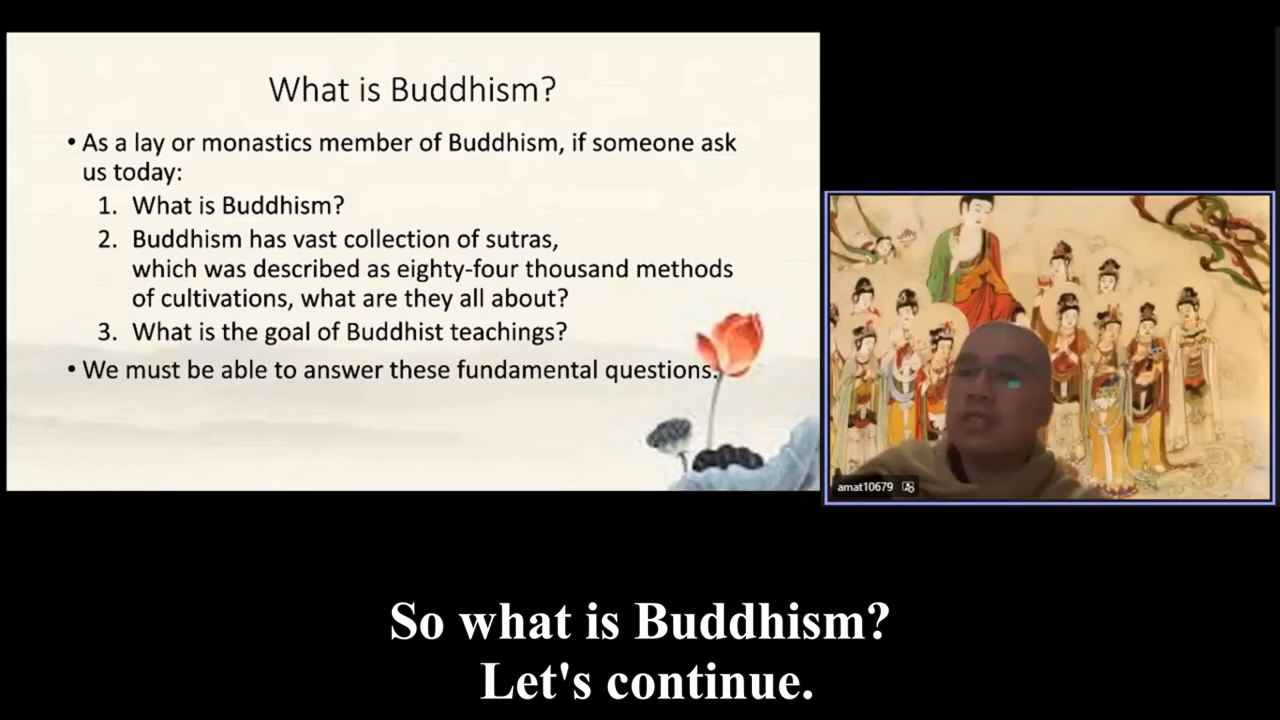 What is Buddhism?
• As a lay or monastics member of Buddhism, if someone ask
us today:
1. What is Buddhism?
2. Buddhism has vast collection of sutras,
which was described as eighty-four thousand methods
of cultivations, what are they all about?
3. What is the goal of Buddhist teachings?
• We must be able to answer these fundamental questions.
amat10679
So what is Buddhism?
Let's continue.